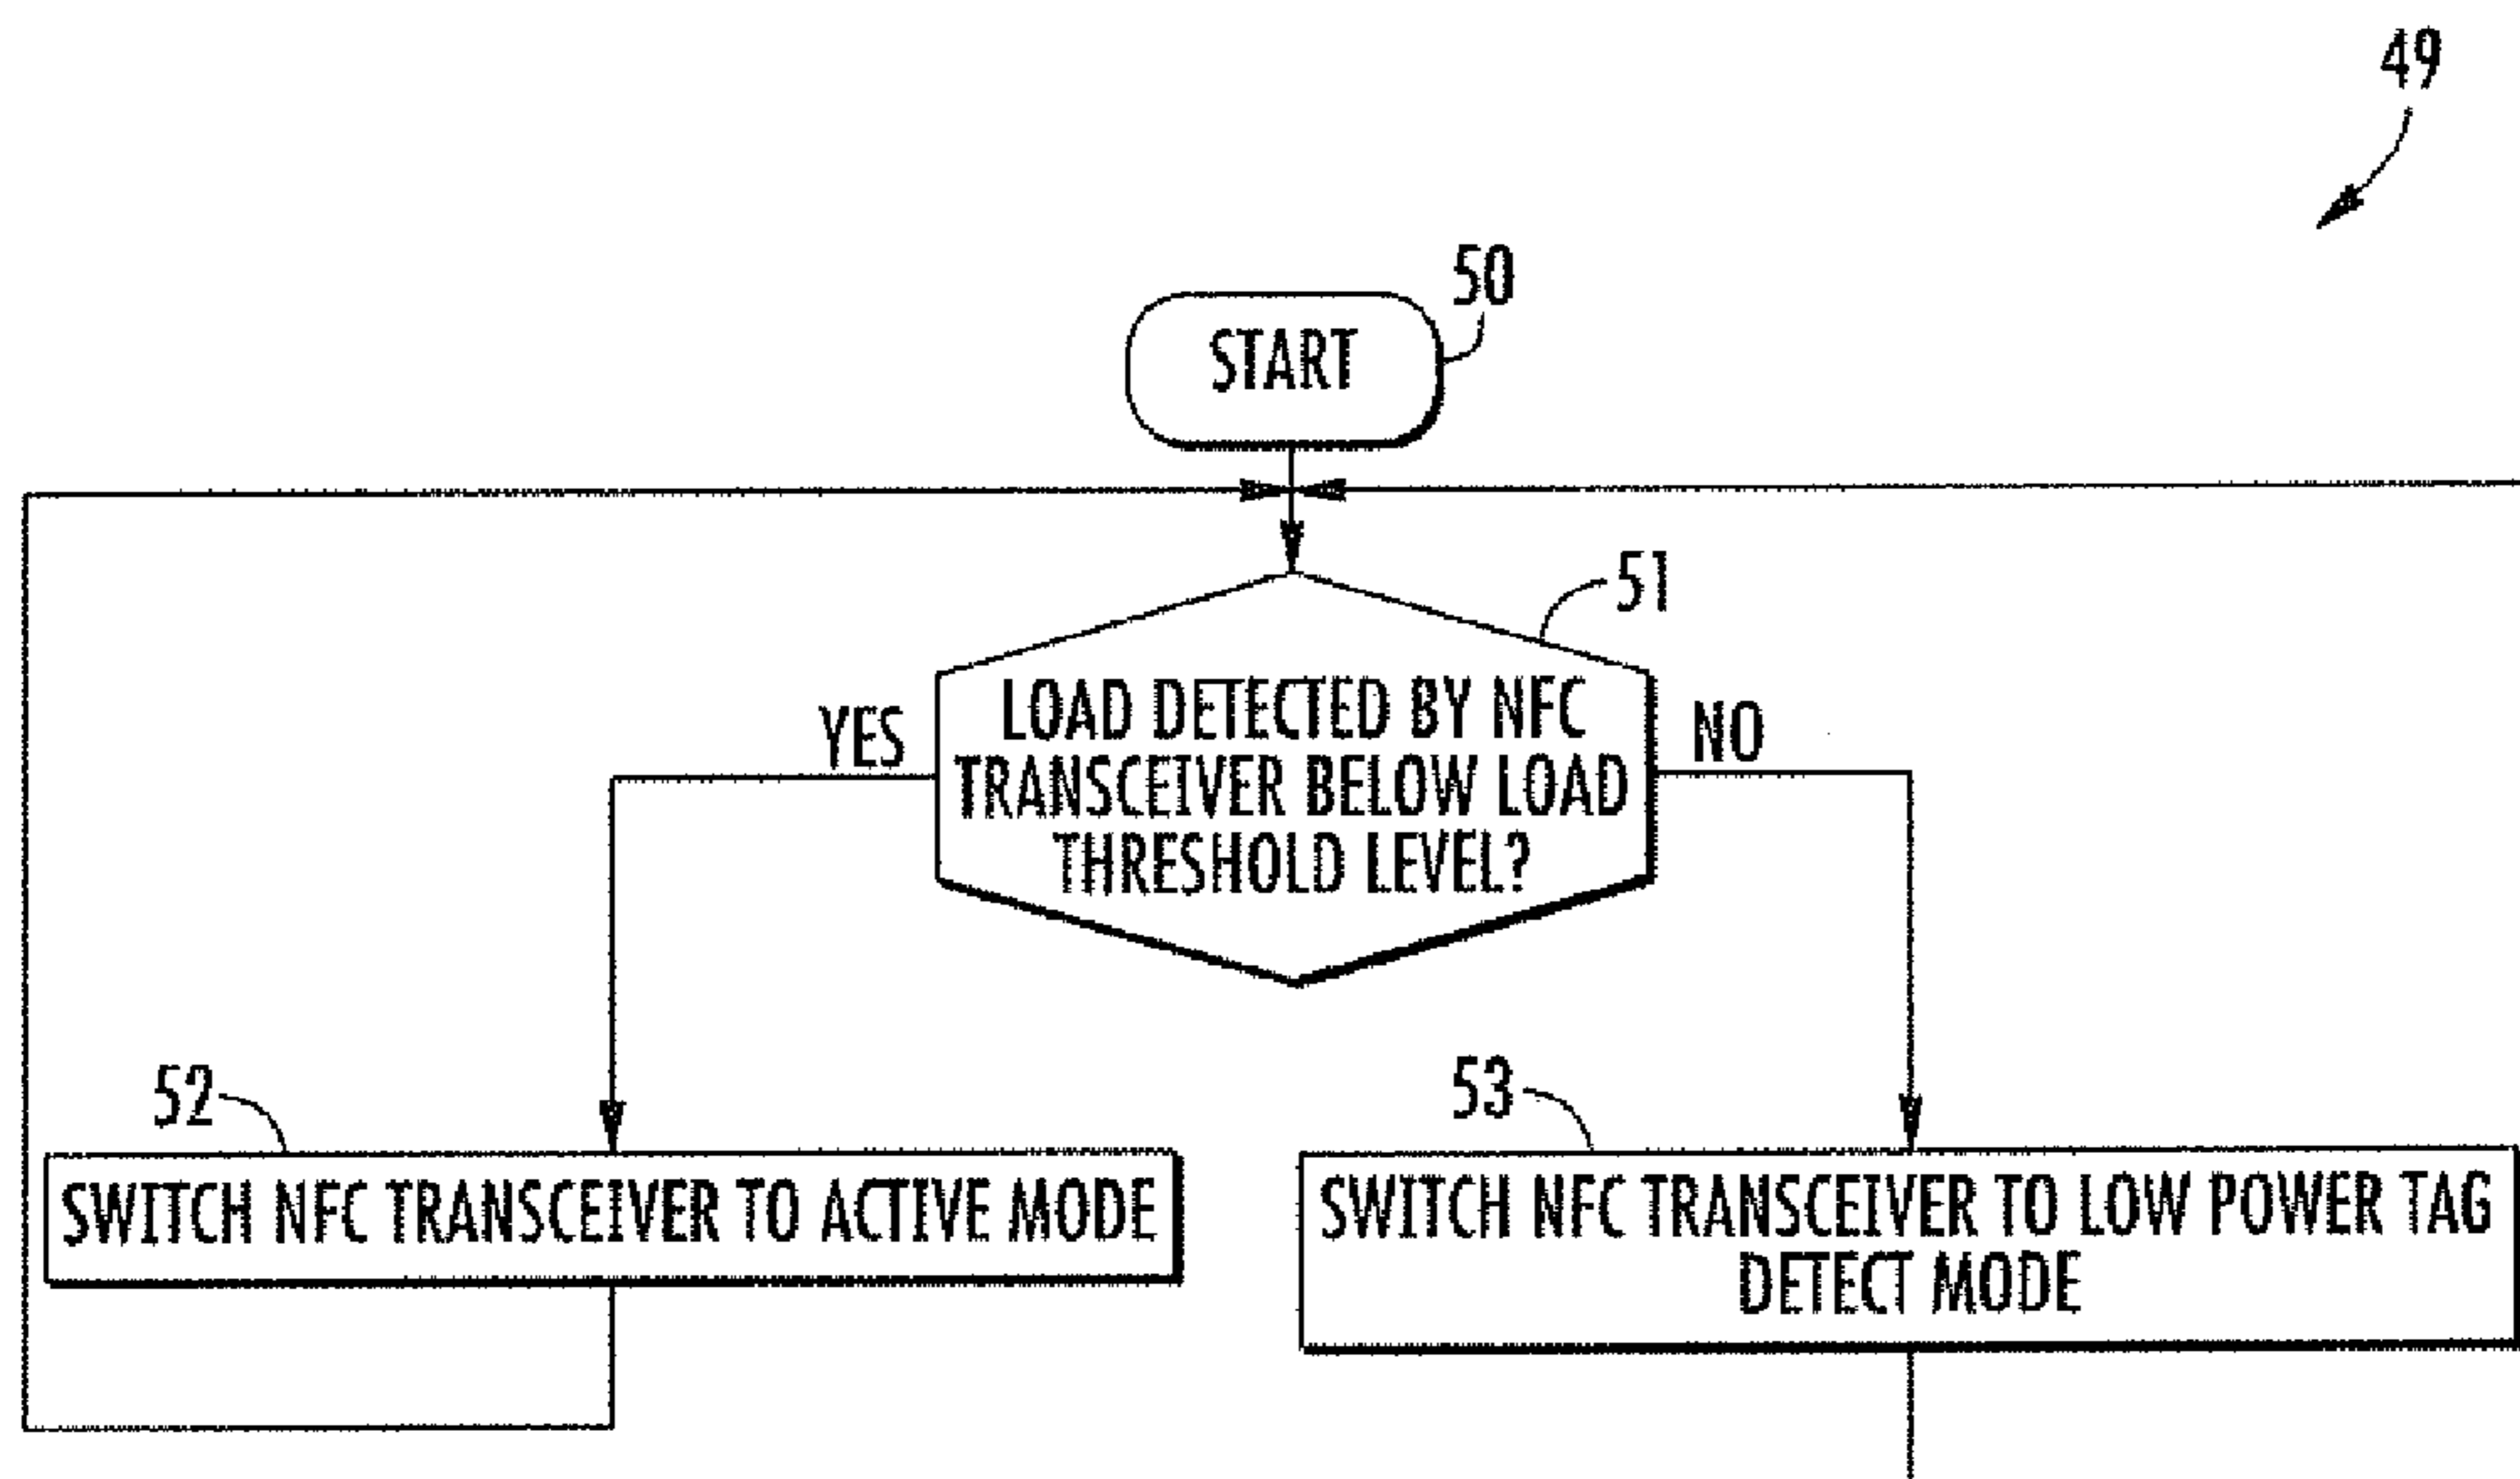 49
50
START
51
LOAD DETECTED BY NFC
TRANSCEIVER BELOW LOAD
THRESHOLD LEVEL?
YES
NO
52
SWITCH NFC TRANSCEIVER TO ACTIVE MODE
53
SWITCH NFC TRANSCEIVER TO LOW POWER TAG
DETECT MODE